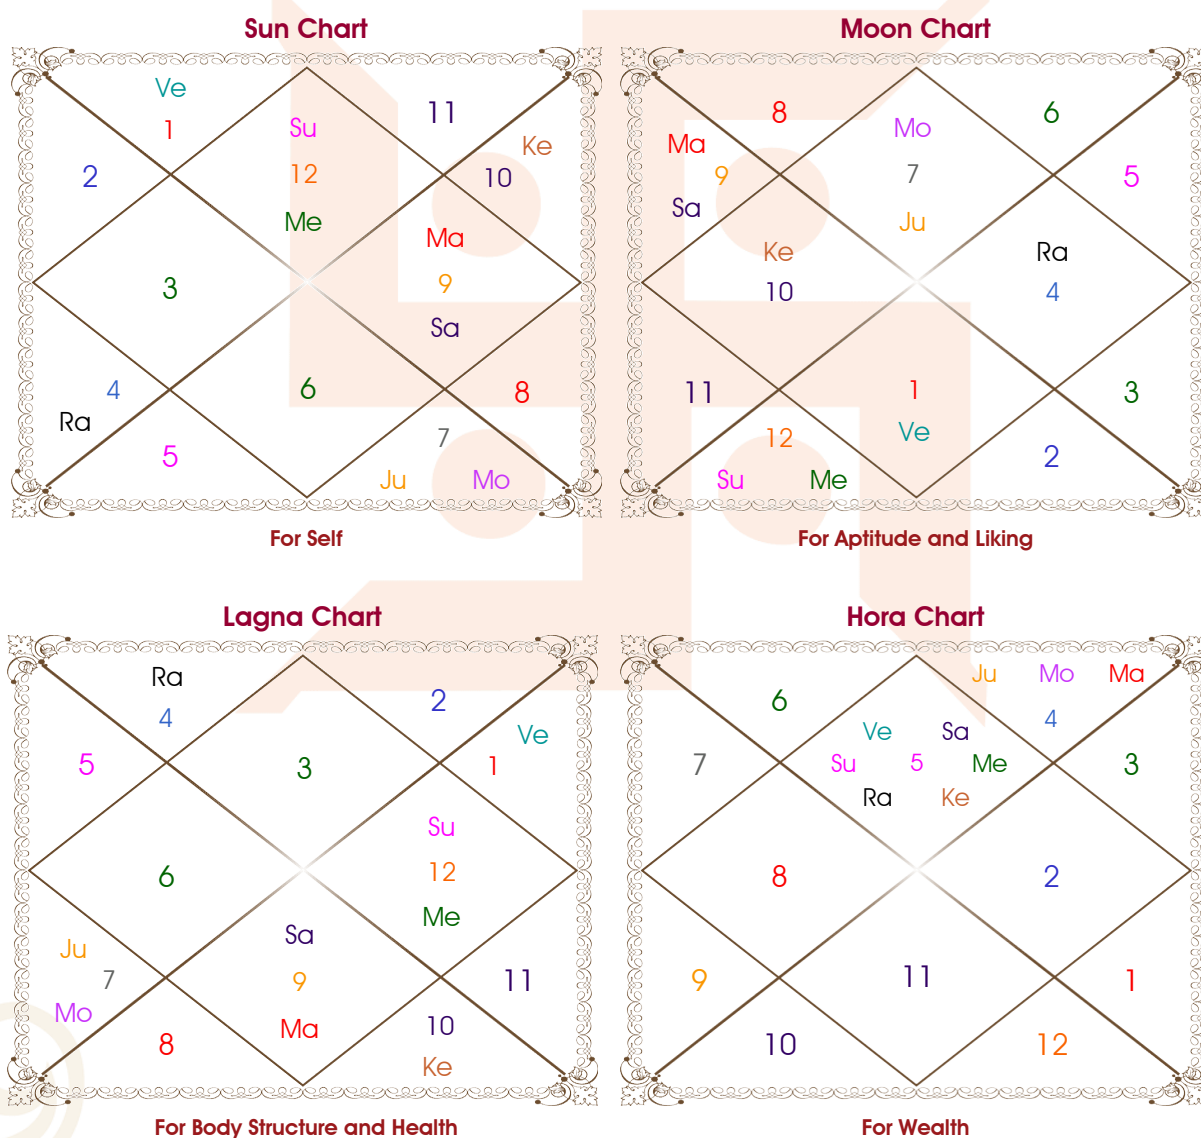 Sun Chart
Ve
1
2
Su
12
Me
11
Ke
10
3
Ma
9
Sa
4
Ra
5
6
8
7
Ju Mo
For Self
Moon Chart
8
Ma
9
Sa
Mo
7
Ju
6
5
Ke
10
Ra
4
11
12
Su Me
1
Ve
3
2
For Aptitude and Liking
Lagna Chart
Ra
4
5
3
2
Ve
1
6
Su
12
Me
Ju
7
Mo
8
Sa
9
Ma
11
10
Ke
For Body Structure and Health
Hora Chart
6
7
Ve Sa
Su 5 Me
Ra Ke
Ju Mo Ma
4
3
8
2
9
10
11
1
12
For Wealth